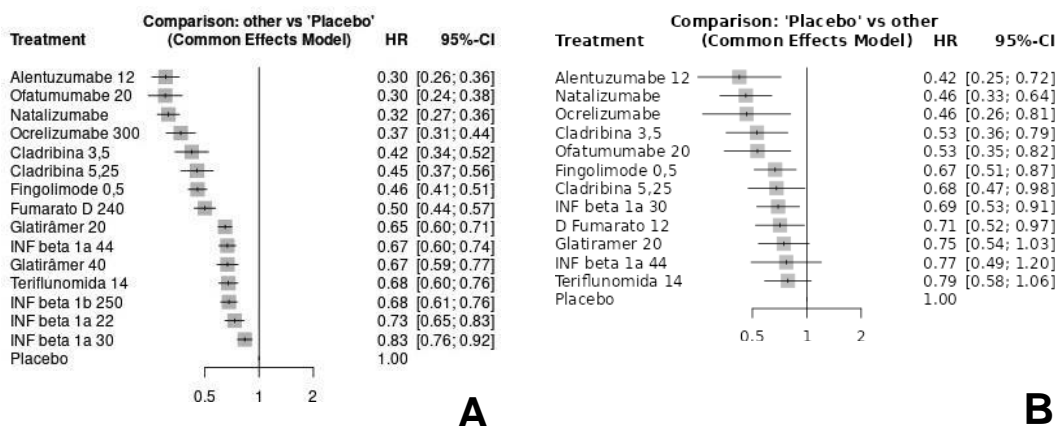 Comparison: other vs 'Placebo'
Treatment (Common Effects Model) HR 95%-CI
Alentuzumabe 12 0.30 [0.26; 0.36]
Ofatumumabe 20 0.30 [0.24; 0.38]
Natalizumabe 0.32 [0.27; 0.36]
Ocrelizumabe 300 0.37 [0.31; 0.44]
Cladribina 3,5 0.42 [0.34; 0.52]
Cladribina 5,25 0.45 [0.37; 0.56]
Fingolimode 0,5 0.46 [0.41; 0.51]
Fumarato D 240 0.50 [0.44; 0.57]
Glatirâmer 20 0.65 [0.60; 0.71]
INF beta 1a 44 0.67 [0.60; 0.74]
Glatirâmer 40 0.67 [0.59; 0.77]
Teriflunomida 14 0.68 [0.60; 0.76]
INF beta 1b 250 0.68 [0.61; 0.76]
INF beta 1a 22 0.73 [0.65; 0.83]
INF beta 1a 30 0.83 [0.76; 0.92]
Placebo 1.00
0.5 1 2
A
Comparison: 'Placebo' vs other
Treatment (Common Effects Model) HR 95%-CI
Alentuzumabe 12 0.42 [0.25; 0.72]
Natalizumabe 0.46 [0.33; 0.64]
Ocrelizumabe 0.46 [0.26; 0.81]
Cladribina 3,5 0.53 [0.36; 0.79]
Ofatumumabe 20 0.53 [0.35; 0.82]
Fingolimode 0,5 0.67 [0.51; 0.87]
Cladribina 5,25 0.68 [0.47; 0.98]
INF beta 1a 30 0.69 [0.53; 0.91]
D Fumarato 12 0.71 [0.52; 0.97]
Glatiramer 20 0.75 [0.54; 1.03]
INF beta 1a 44 0.77 [0.49; 1.20]
Teriflunomida 14 0.79 [0.58; 1.06]
Placebo 1.00
0.5 1 2
B